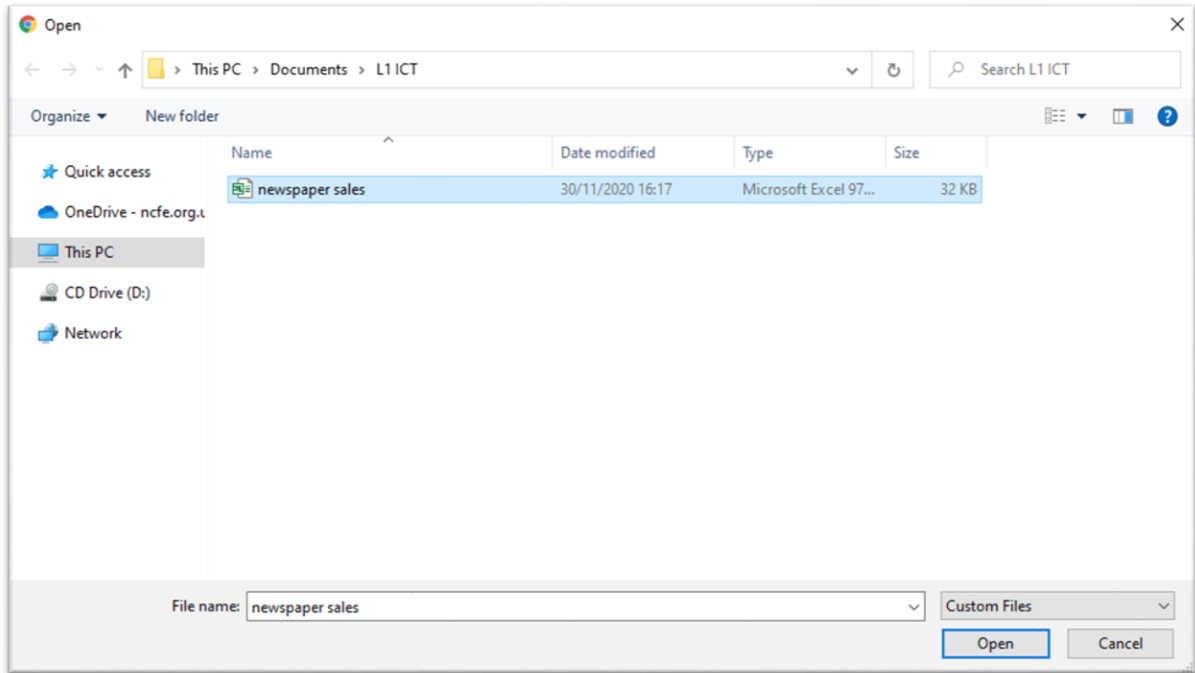 Open
This PC > Documents > L1 ICT
Search L1 ICT
Organize
New folder
?
Name
Date modified
Type
Size
Quick access
OneDrive - ncfe.org.u
This PC
CD Drive (D:)
Network
newspaper sales 30/11/2020 16:17 Microsoft Excel 97... 32 KB
File name: newspaper sales
Custom Files
Open
Cancel